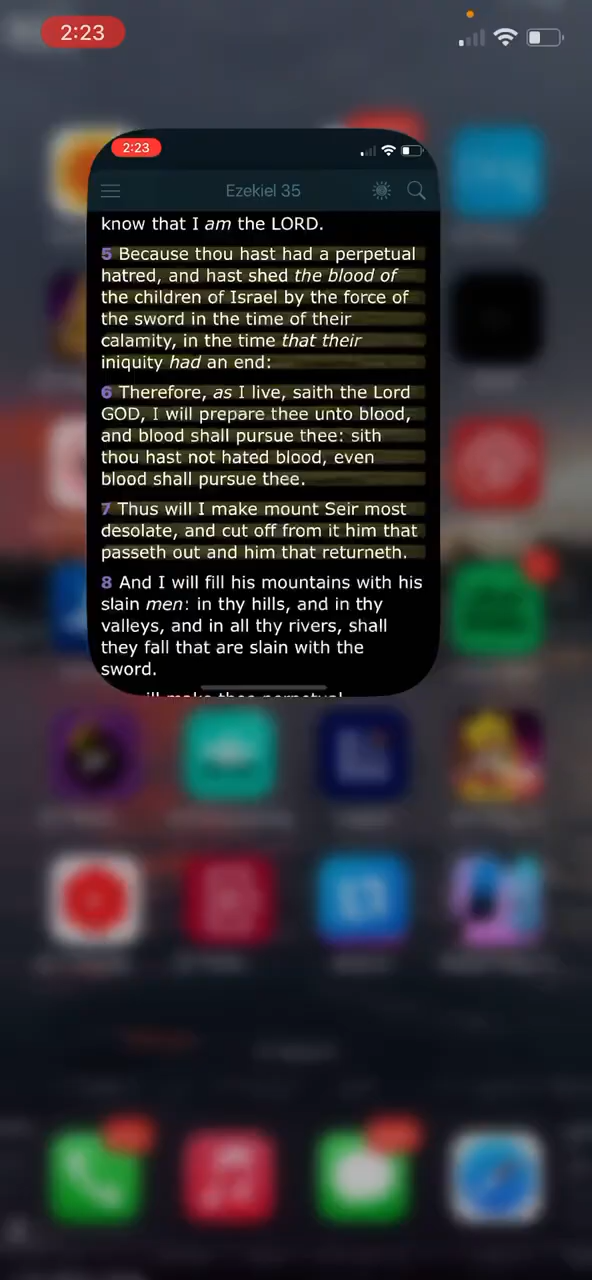 2:23
2:23
Ezekiel 35
know that I am the LORD.
5 Because thou hast had a perpetual
hatred, and hast shed the blood of
the children of Israel by the force of
the sword in the time of their
calamity, in the time that their
iniquity had an end:
6 Therefore, as I live, saith the Lord
GOD, I will prepare thee unto blood,
and blood shall pursue thee: sith
thou hast not hated blood, even
blood shall pursue thee.
7 Thus will I make mount Seir most
desolate, and cut off from it him that
passeth out and him that returneth.
8 And I will fill his mountains with his
slain men: in thy hills, and in thy
valleys, and in all thy rivers, shall
they fall that are slain with the
sword.
will make thee perpetual